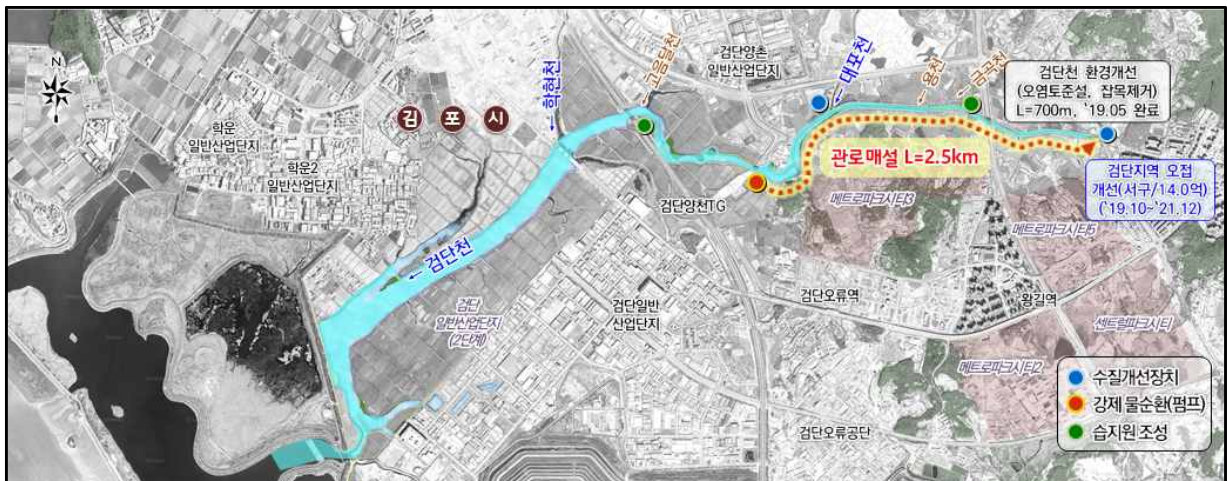 N
학운
일반산업단지
학운2
일반산업단지
김 포 시
학현천
고음달천
검단양촌
일반산업단지
대포천
금곡천
검단천 환경개선
(오염토준설, 잡목제거)
L=700m, '19.05 완료
관로매설 L=2.5km
검단지역 오접
개선(서구/14.0억)
('19.10~'21.12)
검단양촌TG
메트로파크시티3
메트로파크시티5
검단천
검단
일반산업단지
(2단계)
검단일반
산업단지
검단오류역
왕길역
센트럴파크시티
메트로파크시티2
검단오류공단
수질개선장치
강제 물순환(펌프)
습지원 조성